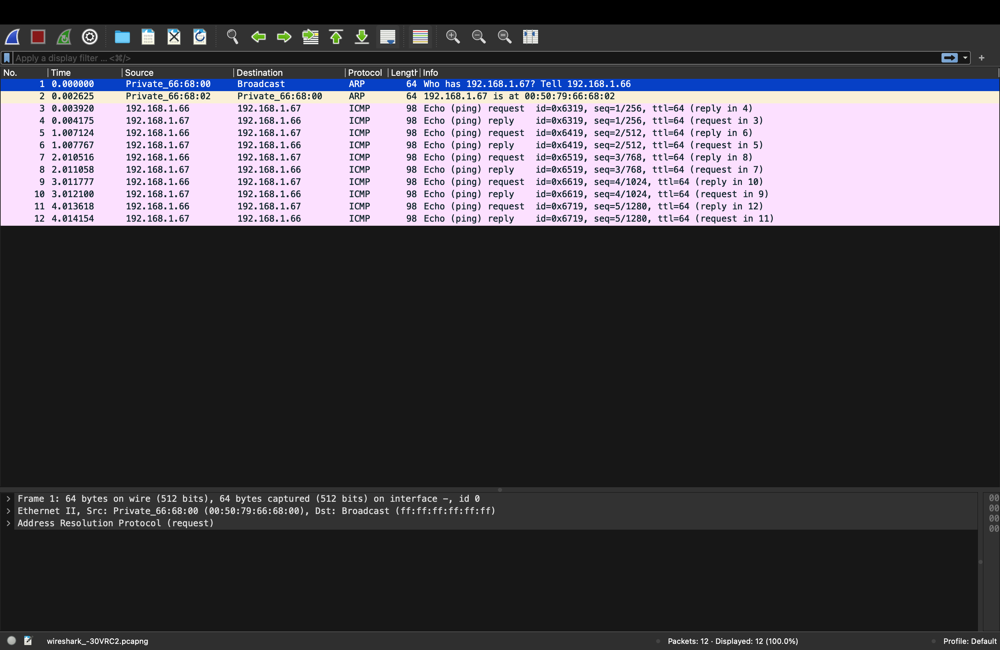 Apply a display filter ... <⌘/>
No. Time Source Destination Protocol Length Info
1 0.000000 Private_66:68:00 Broadcast ARP 64 Who has 192.168.1.67? Tell 192.168.1.66
2 0.002625 Private_66:68:02 Private_66:68:00 ARP 64 192.168.1.67 is at 00:50:79:66:68:02
3 0.003920 192.168.1.66 192.168.1.67 ICMP 98 Echo (ping) request id=0x6319, seq=1/256, ttl=64 (reply in 4)
4 0.004175 192.168.1.67 192.168.1.66 ICMP 98 Echo (ping) reply id=0x6319, seq=1/256, ttl=64 (request in 3)
5 1.007124 192.168.1.66 192.168.1.67 ICMP 98 Echo (ping) request id=0x6419, seq=2/512, ttl=64 (reply in 6)
6 1.007767 192.168.1.67 192.168.1.66 ICMP 98 Echo (ping) reply id=0x6419, seq=2/512, ttl=64 (request in 5)
7 2.010516 192.168.1.66 192.168.1.67 ICMP 98 Echo (ping) request id=0x6519, seq=3/768, ttl=64 (reply in 8)
8 2.011058 192.168.1.67 192.168.1.66 ICMP 98 Echo (ping) reply id=0x6519, seq=3/768, ttl=64 (request in 7)
9 3.011777 192.168.1.66 192.168.1.67 ICMP 98 Echo (ping) request id=0x6619, seq=4/1024, ttl=64 (reply in 10)
10 3.012100 192.168.1.67 192.168.1.66 ICMP 98 Echo (ping) reply id=0x6619, seq=4/1024, ttl=64 (request in 9)
11 4.013618 192.168.1.66 192.168.1.67 ICMP 98 Echo (ping) request id=0x6719, seq=5/1280, ttl=64 (reply in 12)
12 4.014154 192.168.1.67 192.168.1.66 ICMP 98 Echo (ping) reply id=0x6719, seq=5/1280, ttl=64 (request in 11)
Frame 1: 64 bytes on wire (512 bits), 64 bytes captured (512 bits) on interface -, id 0
Ethernet II, Src: Private_66:68:00 (00:50:79:66:68:00), Dst: Broadcast (ff:ff:ff:ff:ff:ff)
Address Resolution Protocol (request)
00
00
00
00
wireshark_-30VRC2.pcapng
Packets: 12 · Displayed: 12 (100.0%)
Profile: Default